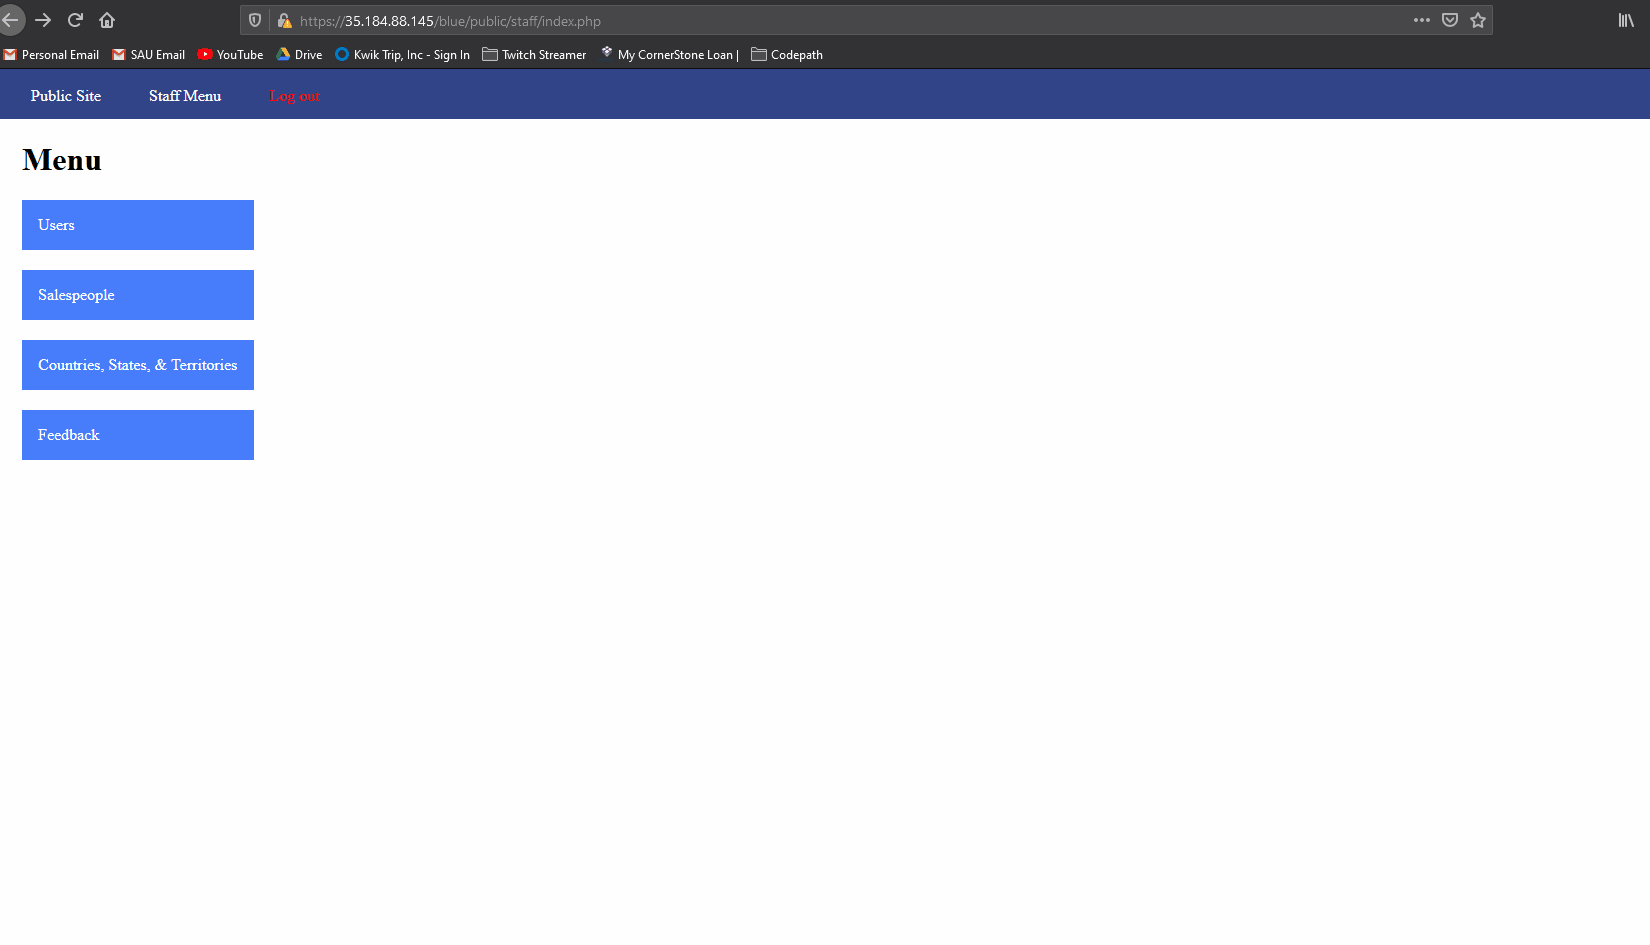 https://35.184.88.145/blue/public/staff/index.php
Personal Email SAU Email YouTube Drive Kwik Trip, Inc - Sign In Twitch Streamer My CornerStone Loan | Codepath
Public Site Staff Menu Log out
Menu
Users
Salespeople
Countries, States, & Territories
Feedback